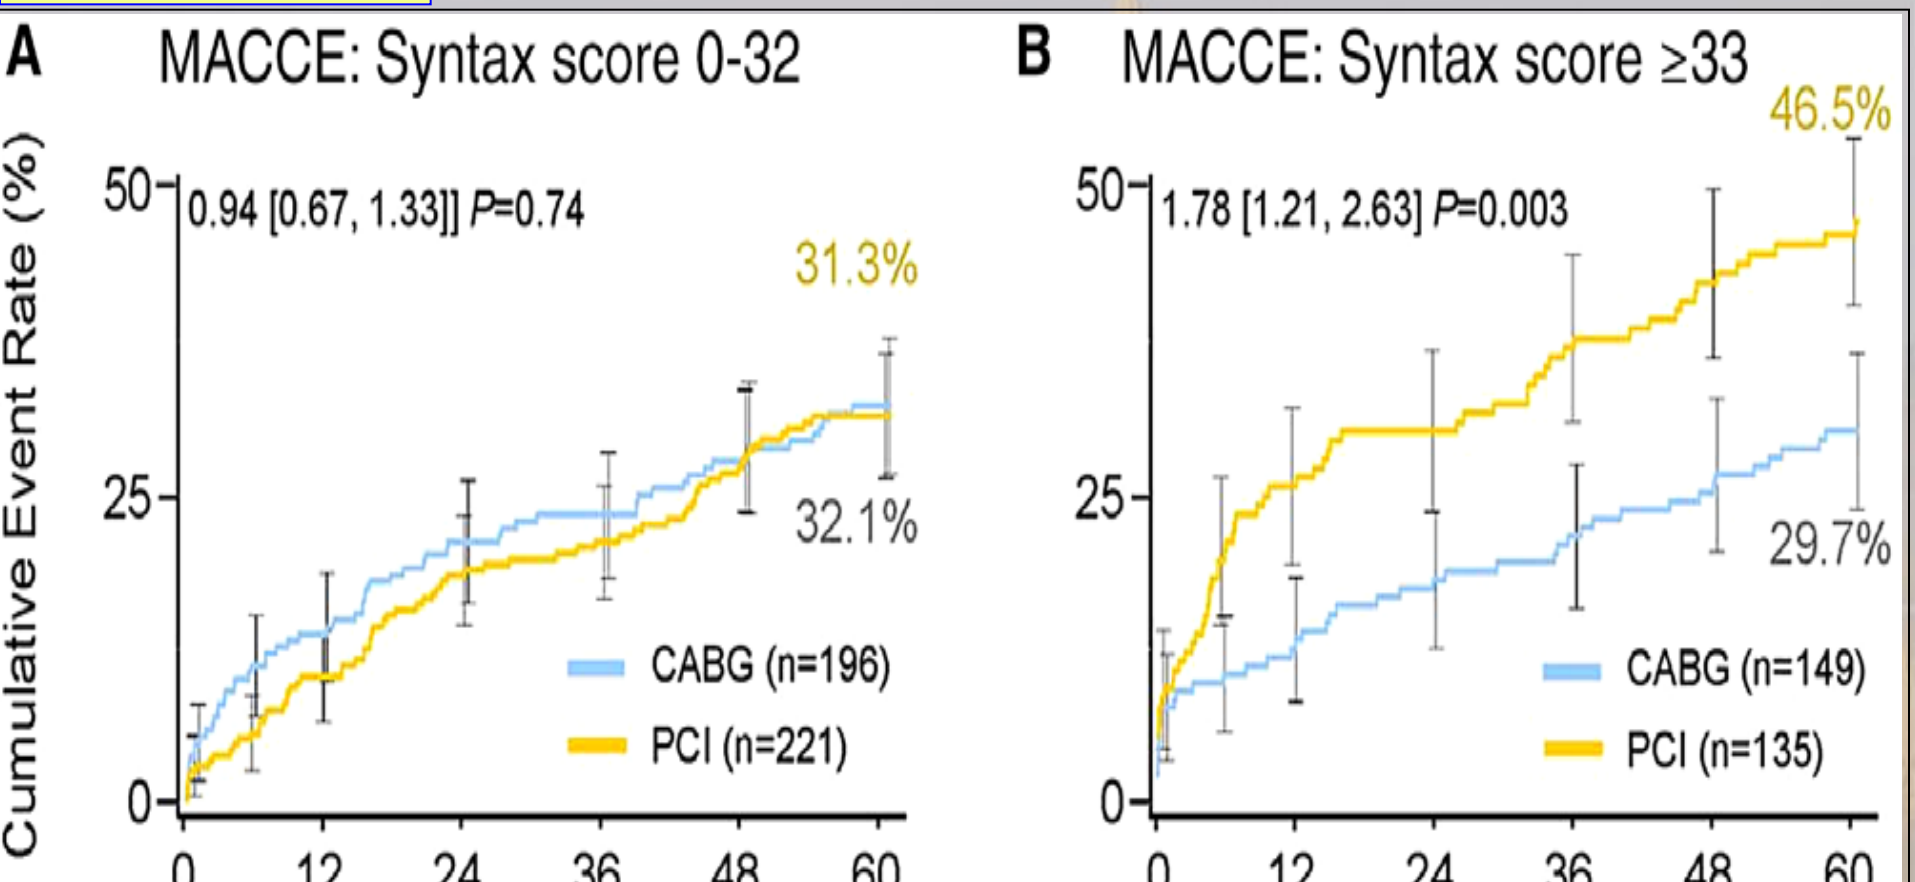 A MACCE: Syntax score 0-32
Cumulative Event Rate (%)
50
0.94 [0.67, 1.33]] P=0.74
31.3%
25
32.1%
CABG (n=196)
PCI (n=221)
0
0 12 24 36 48 60
B MACCE: Syntax score ≥33
46.5%
50
1.78 [1.21, 2.63] P=0.003
25
29.7%
CABG (n=149)
PCI (n=135)
0
0 12 24 36 48 60